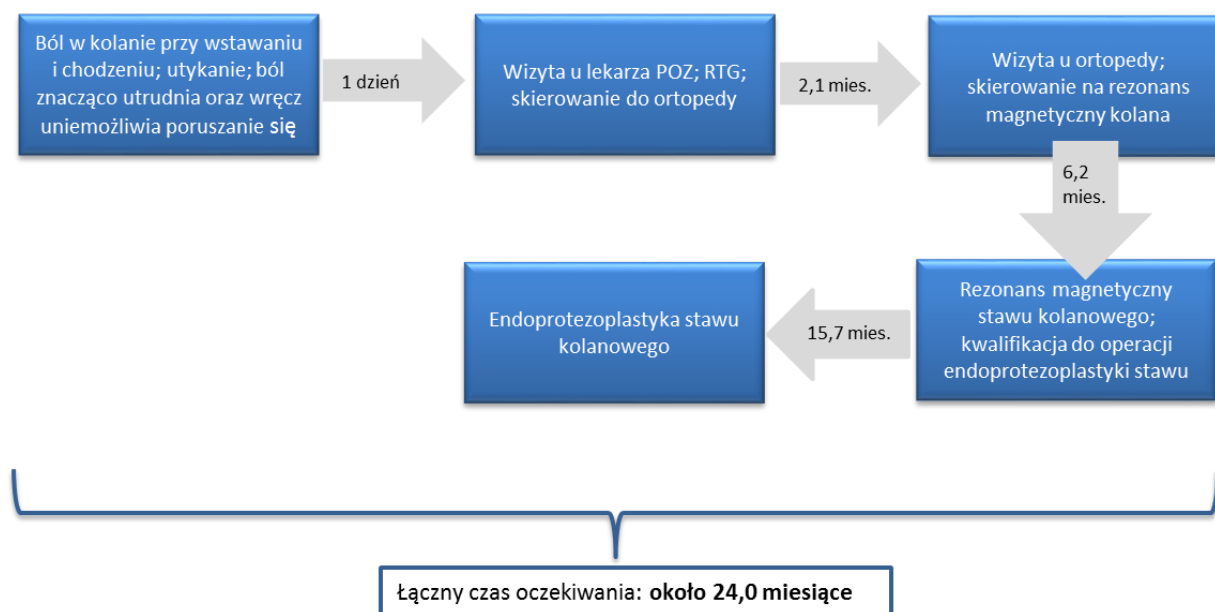 Ból w kolanie przy wstawaniu
i chodzeniu; utykanie; ból
znacząco utrudnia oraz wręcz
uniemożliwia poruszanie się
1 dzień
Wizyta u lekarza POZ; RTG;
skierowanie do ortopedy
2,1 mies.
Wizyta u ortopedy;
skierowanie na rezonans
magnetyczny kolana
6,2
mies.
Rezonans magnetyczny
stawu kolanowego;
kwalifikacja do operacji
endoprotezoplastyki stawu
15,7 mies.
Endoprotezoplastyka stawu
kolanowego
Łączny czas oczekiwania: około 24,0 miesiące